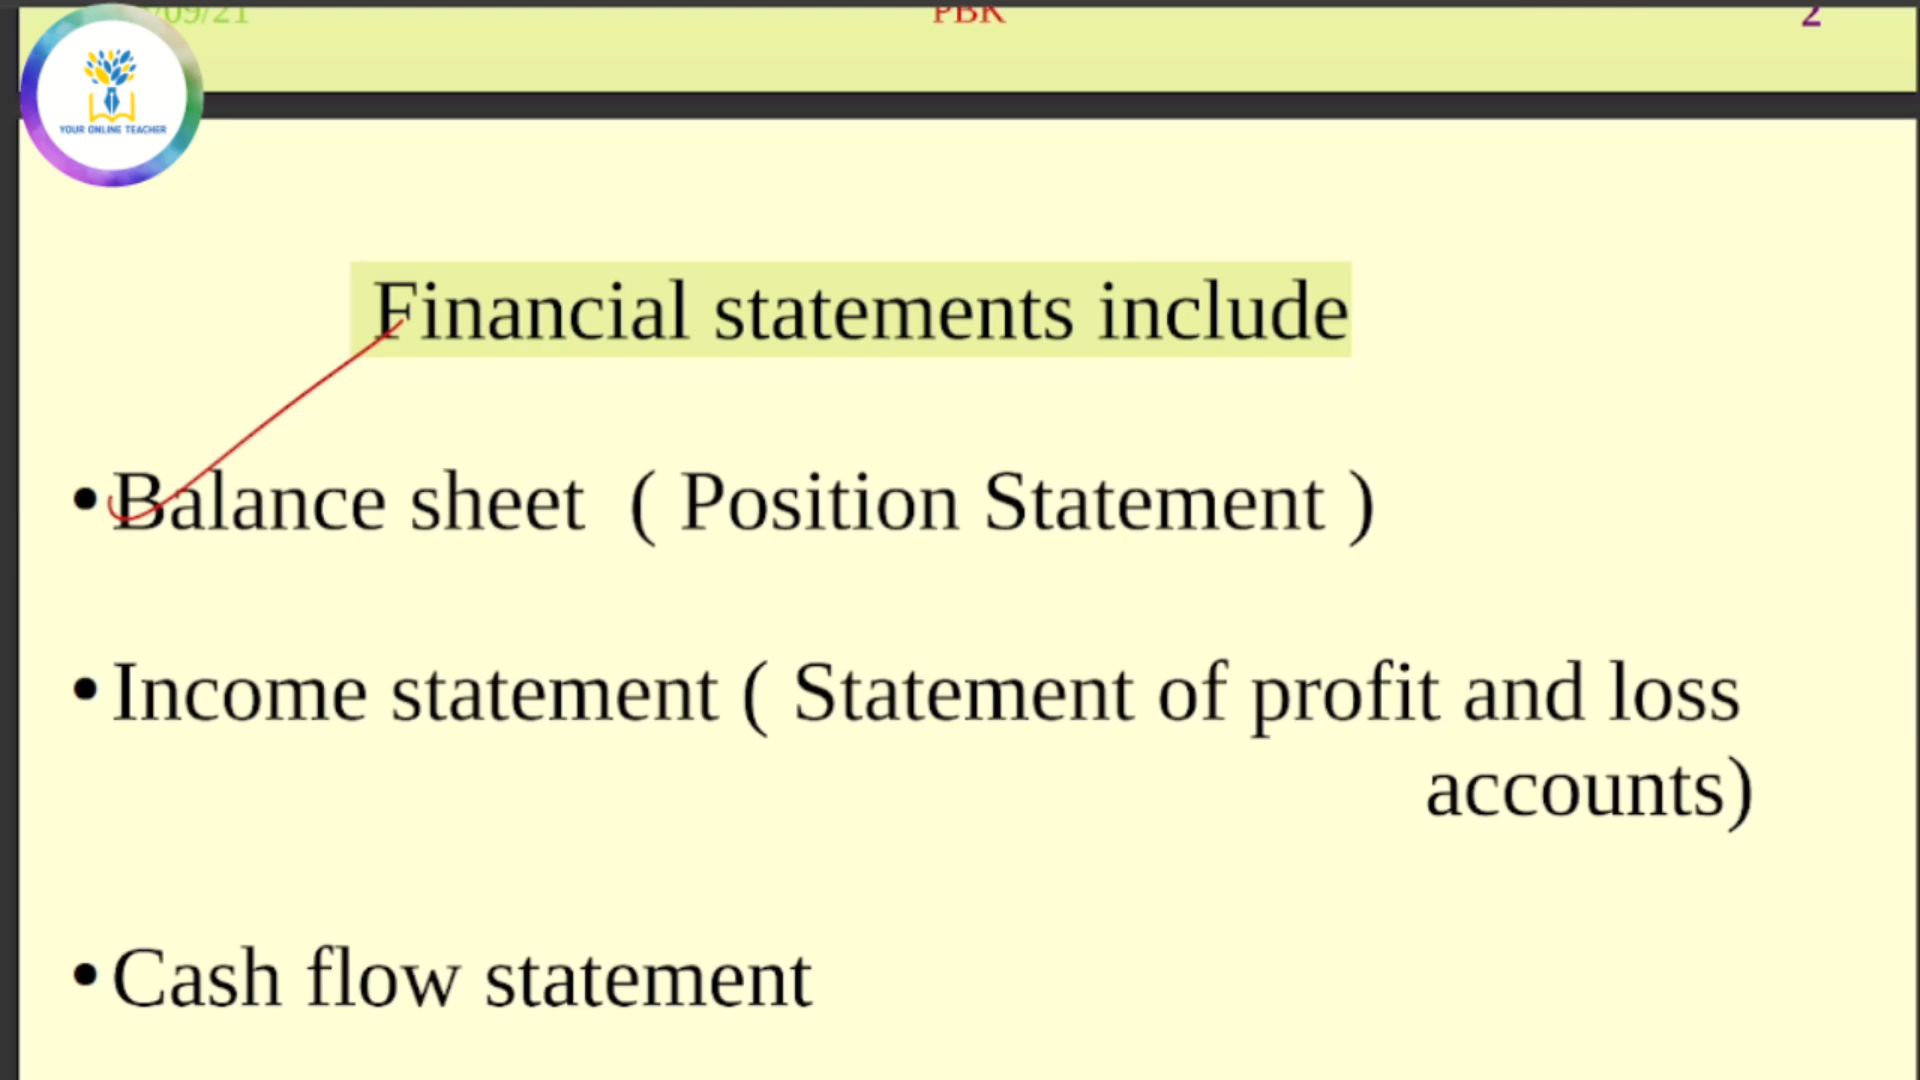 /09/21 PBK 2
YOUR ONLINE TEACHER
Financial statements include
• Balance sheet ( Position Statement )
• Income statement ( Statement of profit and loss
accounts)
• Cash flow statement